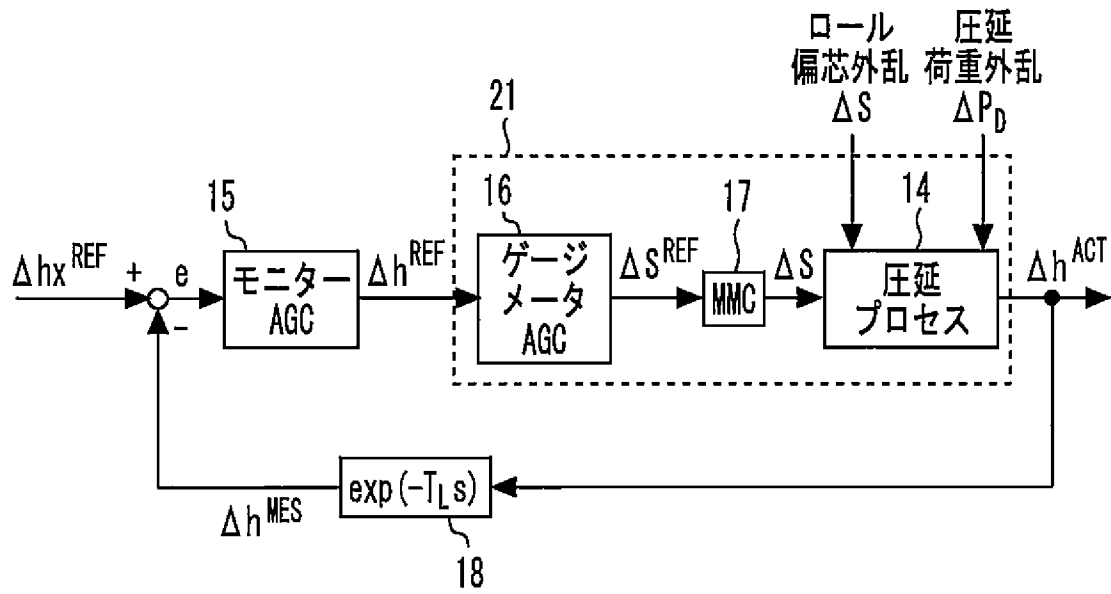 ロール
偏芯外乱
ΔS
圧延
荷重外乱
ΔP_D
21
15
16
17
14
Δhx^REF
+
e
-
モニター
AGC
Δh^REF
ゲージ
メータ
AGC
ΔS^REF
MMC
ΔS
圧延
プロセス
Δh^ACT
exp(-T_L s)
Δh^MES
18